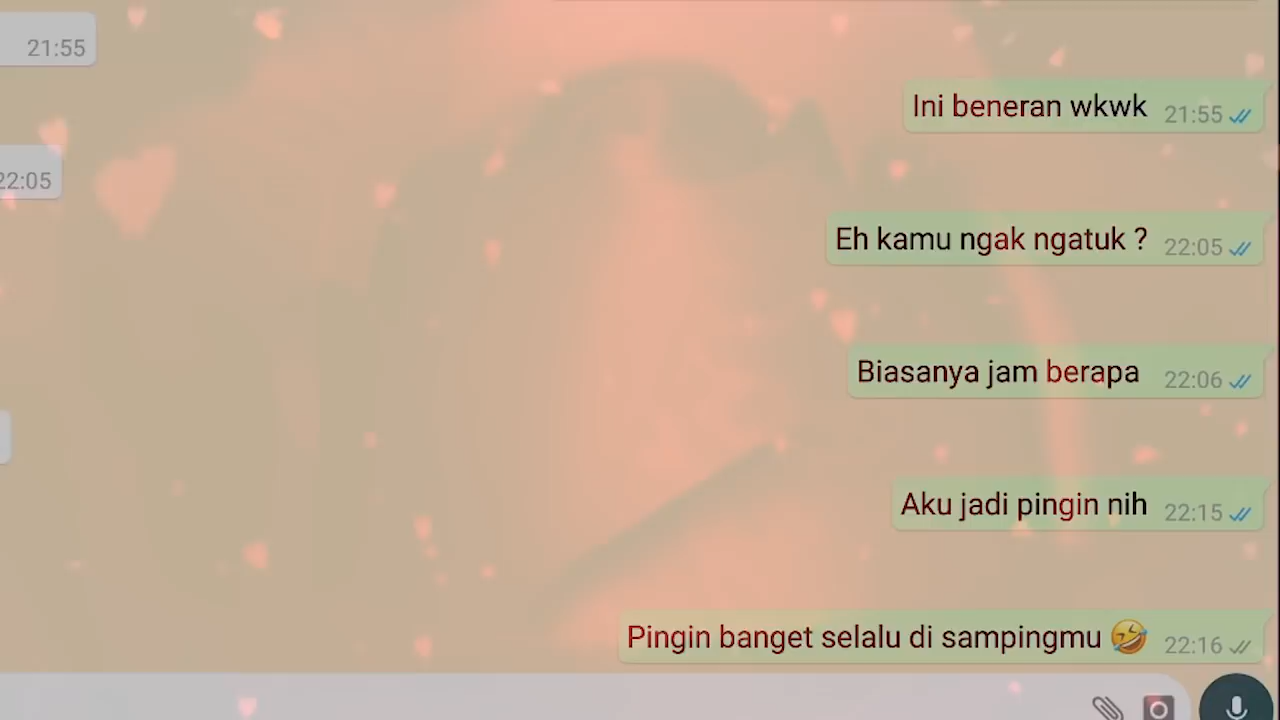 21:55
Ini beneran wkwk 21:55
22:05
Eh kamu ngak ngatuk ? 22:05
Biasanya jam berapa 22:06
Aku jadi pingin nih 22:15
Pingin banget selalu di sampingmu 🤣 22:16